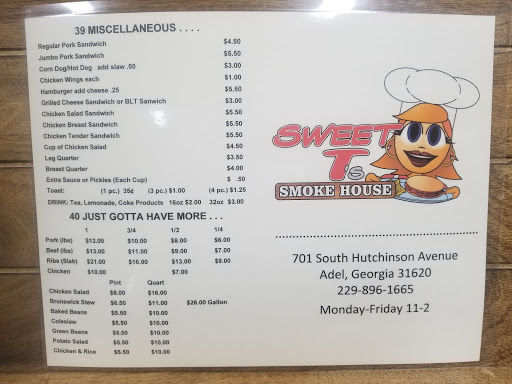 39 MISCELLANEOUS . . . .
Regular Pork Sandwich $4.50
Jumbo Pork Sandwich $5.50
Corn Dog/Hot Dog add slaw .50 $3.00
Chicken Wings each $1.00
Hamburger add cheese .25 $5.50
Grilled Cheese Sandwich or BLT Sanwich $3.00
Chicken Salad Sandwich $5.50
Chicken Breast Sandwich $5.50
Chicken Tender Sandwich $5.50
Cup of Chicken Salad $4.50
Leg Quarter $3.50
Breast Quarter $4.00
Extra Sauce or Pickles (Each Cup) $ .50
Toast: (1 pc.) 35¢ (3 pc.) $1.00 (4 pc.) $1.25
DRINK: Tea, Lemonade, Coke Products 16oz $2.00 32oz $3.00
40 JUST GOTTA HAVE MORE . . .
1 3/4 1/2 1/4
Pork (lbs) $12.00 $10.00 $8.00 $6.00
Beef (lbs) $13.00 $11.00 $9.00 $7.00
Ribs (Slab) $21.00 $16.00 $13.00 $9.00
Chicken $10.00 $7.00
Pint Quart
Chicken Salad $8.00 $16.00
Brunswick Stew $6.50 $11.00 $26.00 Gallon
Baked Beans $5.50 $10.00
Coleslaw $5.50 $10.00
Green Beans $5.50 $10.00
Potato Salad $5.50 $10.00
Chicken & Rice $5.50 $10.00
SWEET
T's
SMOKE HOUSE
701 South Hutchinson Avenue
Adel, Georgia 31620
229-896-1665
Monday-Friday 11-2